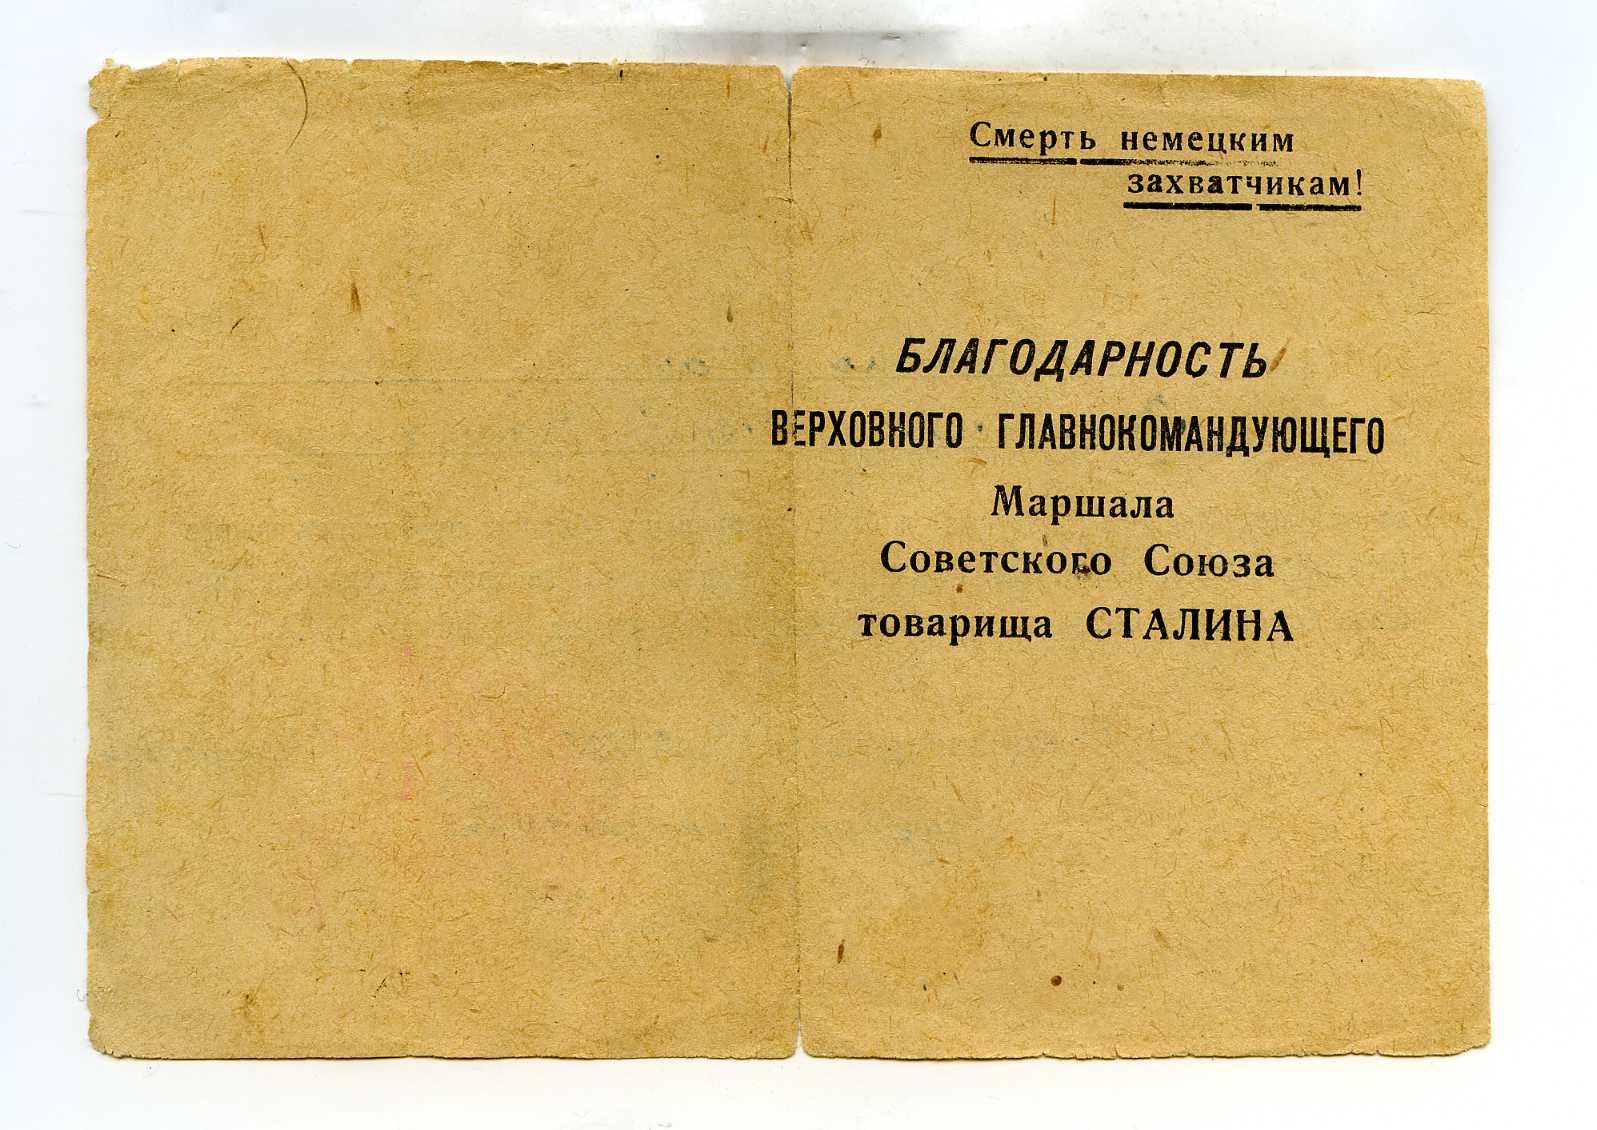 Смерть немецким
захватчикам!
БЛАГОДАРНОСТЬ
ВЕРХОВНОГО ГЛАВНОКОМАНДУЮЩЕГО
Маршала
Советского Союза
товарища СТАЛИНА